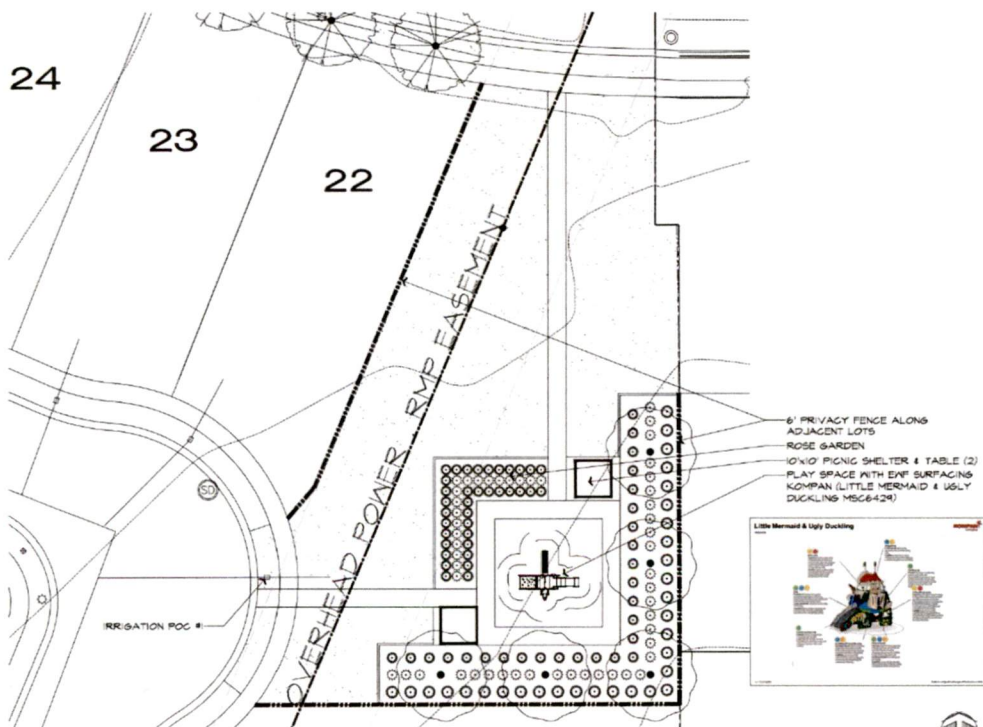 24
23
22
OVERHEAD POWER RMP EASEMENT
6' PRIVACY FENCE ALONG
ADJACENT LOTS
ROSE GARDEN
10'x10' PICNIC SHELTER & TABLE (2)
PLAY SPACE WITH EWF SURFACING
KOMPAN (LITTLE MERMAID & UGLY
DUCKLING MSC6429)
SD
Little Mermaid & Ugly Duckling
KOMPAN
IRRIGATION POC #1